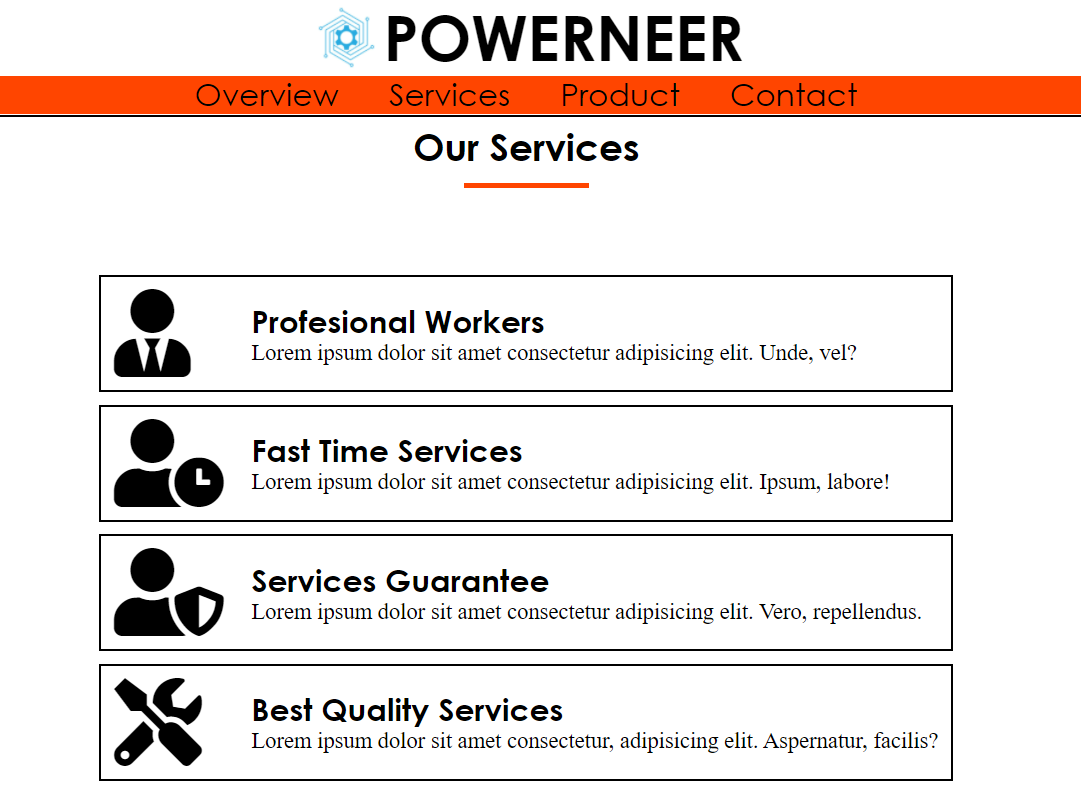 POWERNEER
Overview Services Product Contact
Our Services
Profesional Workers
Lorem ipsum dolor sit amet consectetur adipisicing elit. Unde, vel?
Fast Time Services
Lorem ipsum dolor sit amet consectetur adipisicing elit. Ipsum, labore!
Services Guarantee
Lorem ipsum dolor sit amet consectetur adipisicing elit. Vero, repellendus.
Best Quality Services
Lorem ipsum dolor sit amet consectetur, adipisicing elit. Aspernatur, facilis?